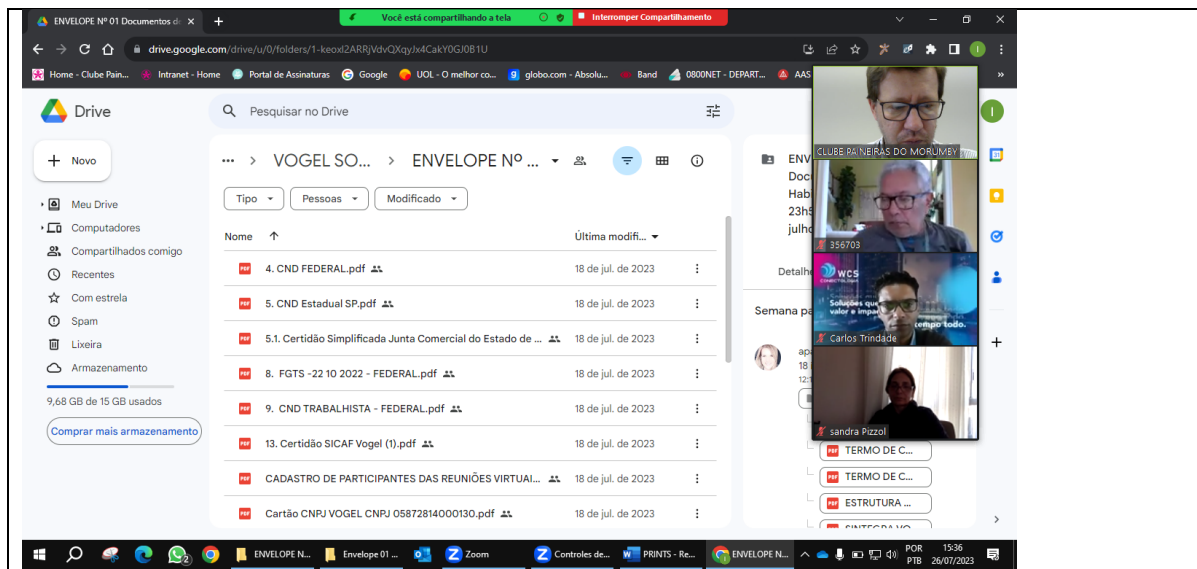 ENVELOPE Nº 01 Documentos de
Você está compartilhando a tela
Interromper Compartilhamento
drive.google.com/drive/u/0/folders/1-keoxl2ARRjVdvQXqyJx4CakY0GJ0B1U
Home - Clube Pain...
Intranet - Home
Portal de Assinaturas
Google
UOL - O melhor co...
globo.com - Absolu...
Band
0800NET - DEPART...
AAS
»
Drive
Pesquisar no Drive
Novo
Meu Drive
Computadores
Compartilhados comigo
Recentes
Com estrela
Spam
Lixeira
Armazenamento
9,68 GB de 15 GB usados
Comprar mais armazenamento
... > VOGEL SO... > ENVELOPE Nº ...
Tipo
Pessoas
Modificado
Nome
Última modifi...
4. CND FEDERAL.pdf
18 de jul. de 2023
5. CND Estadual SP.pdf
18 de jul. de 2023
5.1. Certidão Simplificada Junta Comercial do Estado de ...
18 de jul. de 2023
8. FGTS -22 10 2022 - FEDERAL.pdf
18 de jul. de 2023
9. CND TRABALHISTA - FEDERAL.pdf
18 de jul. de 2023
13. Certidão SICAF Vogel (1).pdf
18 de jul. de 2023
CADASTRO DE PARTICIPANTES DAS REUNIÕES VIRTUAI...
18 de jul. de 2023
Cartão CNPJ VOGEL CNPJ 05872814000130.pdf
18 de jul. de 2023
ENV
Doc
Hab
23h5
julho
Detalhe
Semana pa
apa
18
12:1
TERMO DE C...
TERMO DE C...
ESTRUTURA ...
CLUBE PAINEIRAS DO MORUMBY
356703
wcs
CONECTOLOGIA
Soluções que
valor e impac
tempo todo.
Carlos Trindade
sandra Pizzol
31
I
I
ENVELOPE N...
Envelope 01 ...
Zoom
Controles de...
PRINTS - Re...
ENVELOPE N...
POR
PTB
15:36
26/07/2023